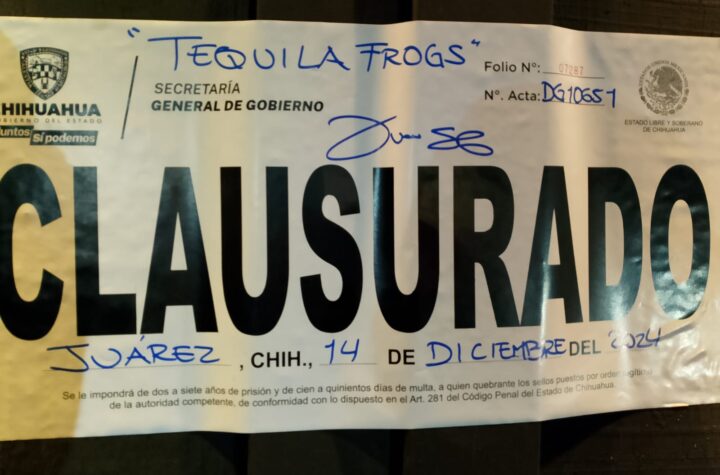 "TEQUILA FROGS"
Folio Nº: 07287
Nº. Acta: DG10651
CHIHUAHUA
GOBIERNO DEL ESTADO
Juntos Sí podemos
SECRETARÍA
GENERAL DE GOBIERNO
ESTADO LIBRE Y SOBERANO
DE CHIHUAHUA
CLAUSURADO
JUÁREZ, CHIH., 14 DE DICIEMBRE DEL 2024
Se le impondrá de dos a siete años de prisión y de cien a quinientos días de multa, a quien quebrante los sellos puestos por orden legítima
de la autoridad competente, de conformidad con lo dispuesto en el Art. 281 del Código Penal del Estado de Chihuahua.